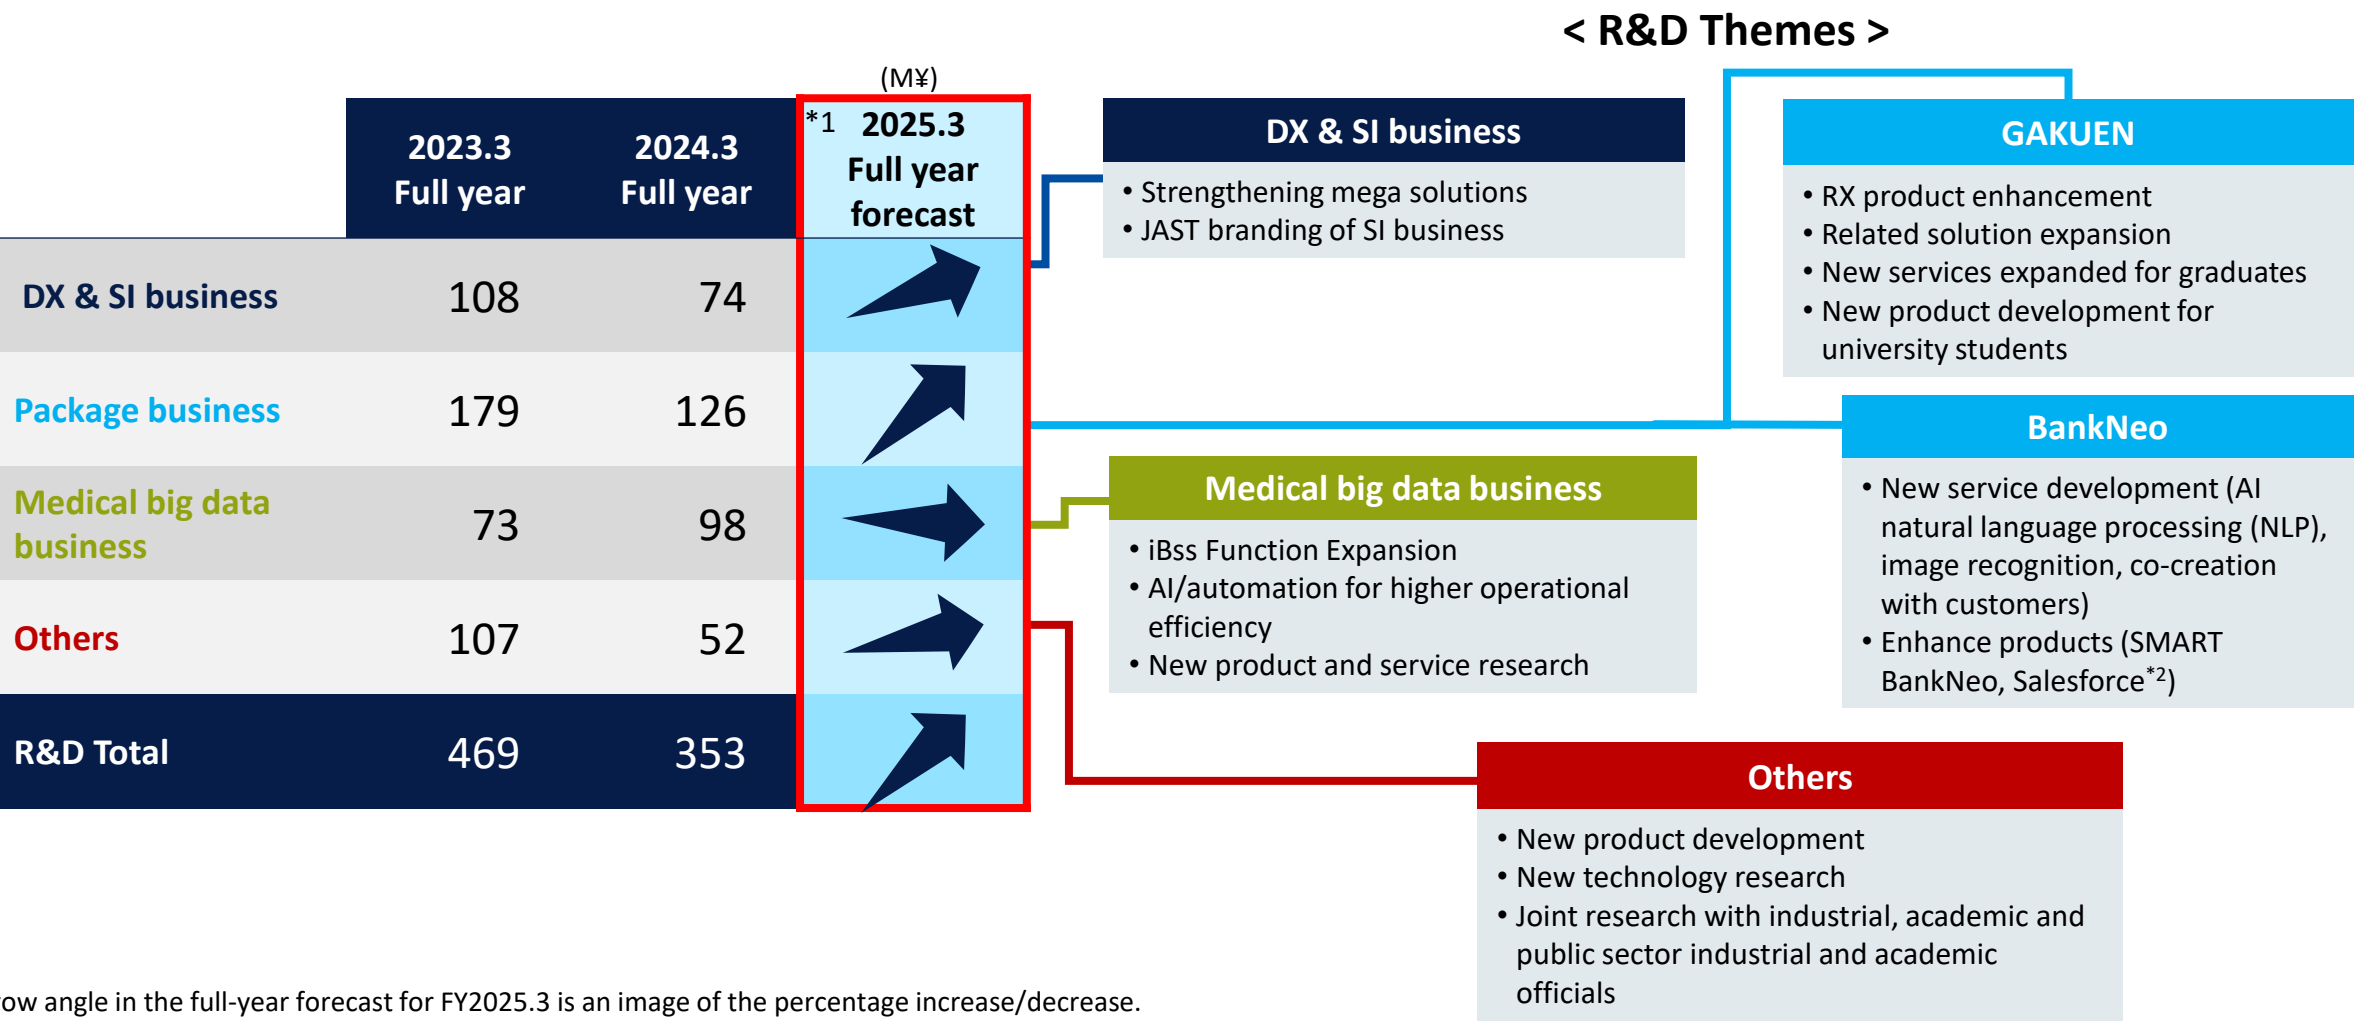 < R&D Themes >
(M¥)
2023.3
Full year
2024.3
Full year
*1 2025.3
Full year
forecast
DX & SI business
108
74
Package business
179
126
Medical big data
business
73
98
Others
107
52
R&D Total
469
353
DX & SI business
• Strengthening mega solutions
• JAST branding of SI business
GAKUEN
• RX product enhancement
• Related solution expansion
• New services expanded for graduates
• New product development for
university students
BankNeo
• New service development (AI
natural language processing (NLP),
image recognition, co-creation
with customers)
• Enhance products (SMART
BankNeo, Salesforce*2)
Medical big data business
• iBss Function Expansion
• AI/automation for higher operational
efficiency
• New product and service research
Others
• New product development
• New technology research
• Joint research with industrial, academic and
public sector industrial and academic
officials
angle in the full-year forecast for FY2025.3 is an image of the percentage increase/decrease.